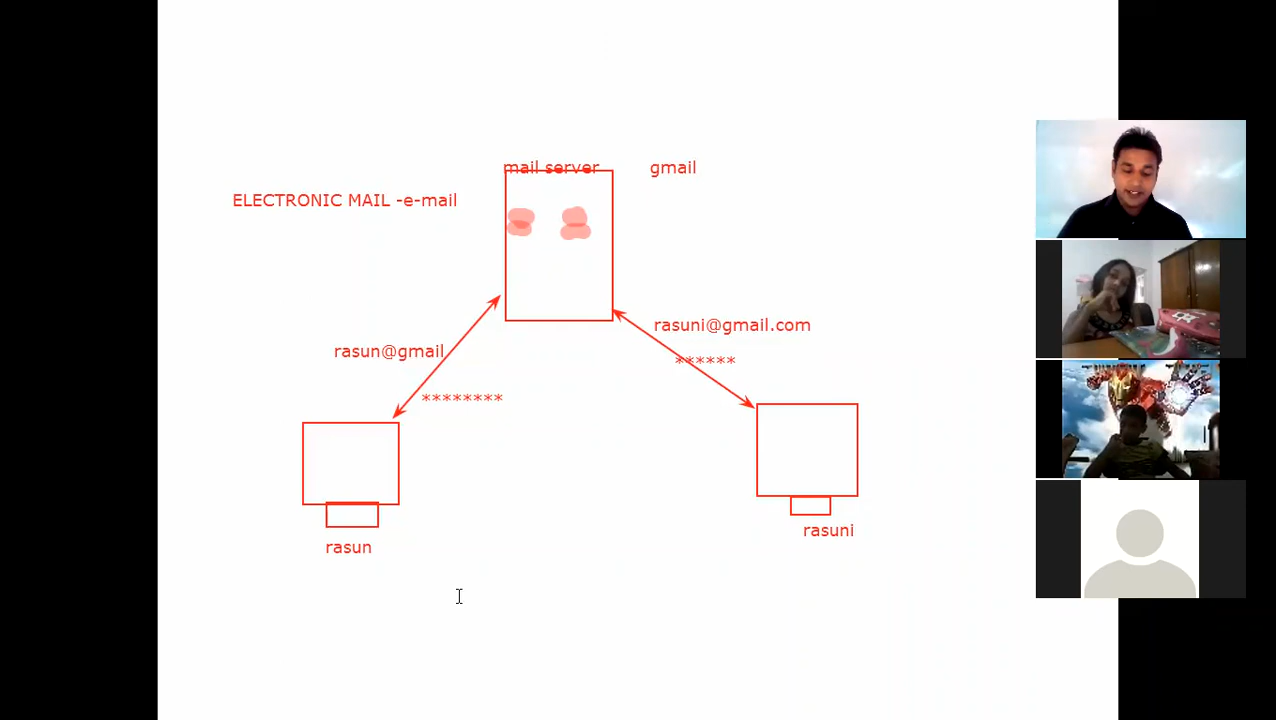 mail server
gmail
ELECTRONIC MAIL -e-mail
rasuni@gmail.com
rasun@gmail
******
********
rasuni
rasun